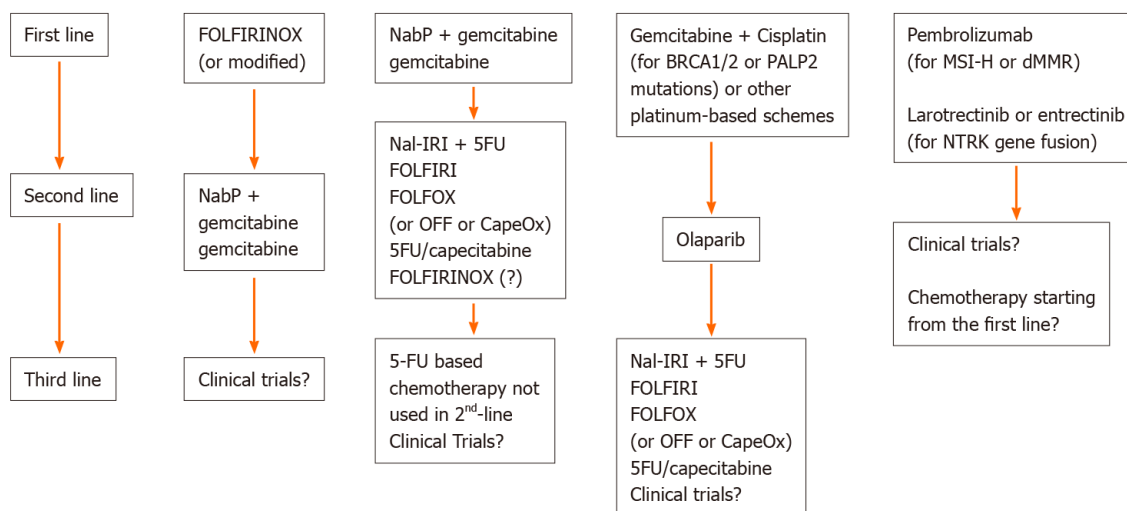 First line
Second line
Third line
FOLFIRINOX
(or modified)
NabP +
gemcitabine
gemcitabine
Clinical trials?
NabP + gemcitabine
gemcitabine
Nal-IRI + 5FU
FOLFIRI
FOLFOX
(or OFF or CapeOx)
5FU/capecitabine
FOLFIRINOX (?)
5-FU based
chemotherapy not
used in 2nd-line
Clinical Trials?
Gemcitabine + Cisplatin
(for BRCA1/2 or PALP2
mutations) or other
platinum-based schemes
Olaparib
Nal-IRI + 5FU
FOLFIRI
FOLFOX
(or OFF or CapeOx)
5FU/capecitabine
Clinical trials?
Pembrolizumab
(for MSI-H or dMMR)
Larotrectinib or entrectinib
(for NTRK gene fusion)
Clinical trials?
Chemotherapy starting
from the first line?